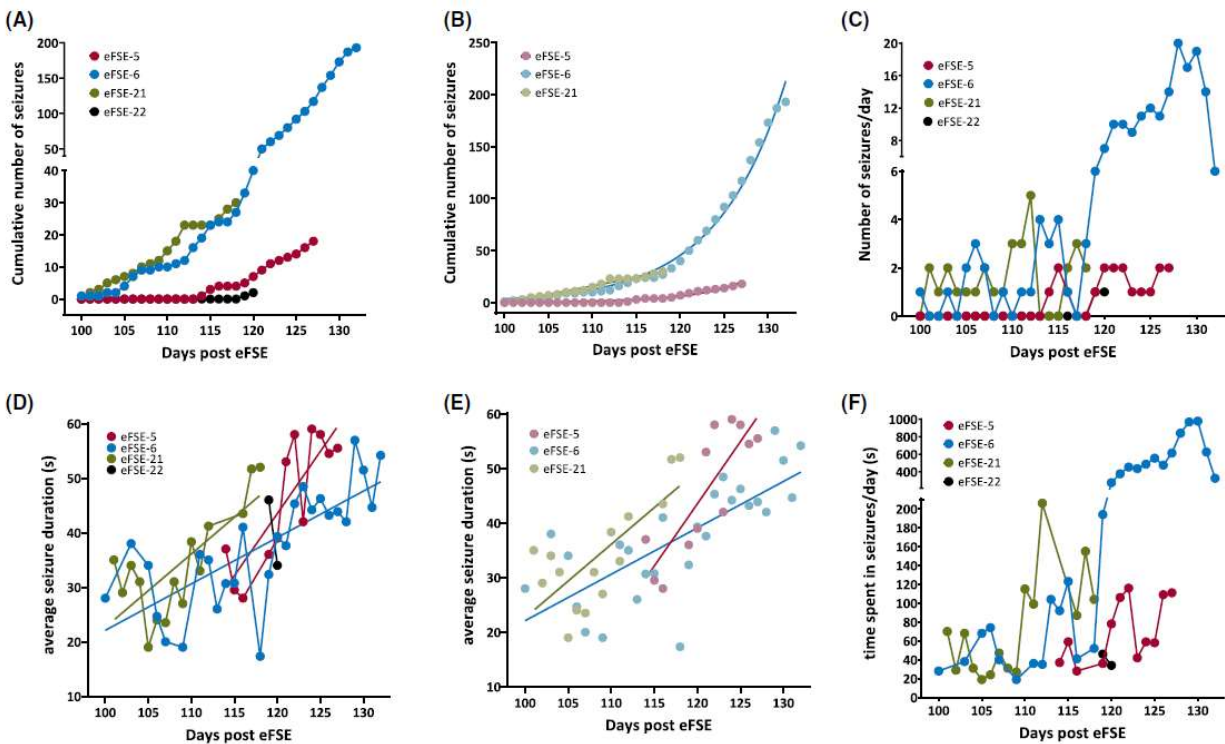 (A)
200
150
100
50
40
30
20
10
0
Cumulative number of seizures
eFSE-5
eFSE-6
eFSE-21
eFSE-22
100 105 110 115 120 125 130
Days post eFSE
(B)
250
200
150
100
50
0
Cumulative number of seizures
eFSE-5
eFSE-6
eFSE-21
100 105 110 115 120 125 130
Days post eFSE
(C)
20
16
12
8
6
4
2
0
Number of seizures/day
eFSE-5
eFSE-6
eFSE-21
eFSE-22
100 105 110 115 120 125 130
Days post eFSE
(D)
60
50
40
30
20
10
average seizure duration (s)
eFSE-5
eFSE-6
eFSE-21
eFSE-22
100 105 110 115 120 125 130
Days post eFSE
(E)
60
50
40
30
20
10
average seizure duration (s)
eFSE-5
eFSE-6
eFSE-21
100 105 110 115 120 125 130
Days post eFSE
(F)
1000
800
600
400
200
180
160
140
120
100
80
60
40
20
0
time spent in seizures/day (s)
eFSE-5
eFSE-6
eFSE-21
eFSE-22
100 105 110 115 120 125 130
Days post eFSE